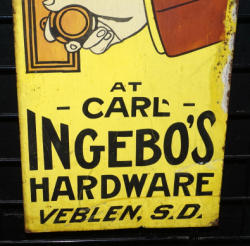 AT
- CARL -
INGEBO'S
HARDWARE
VEBLEN, S.D.